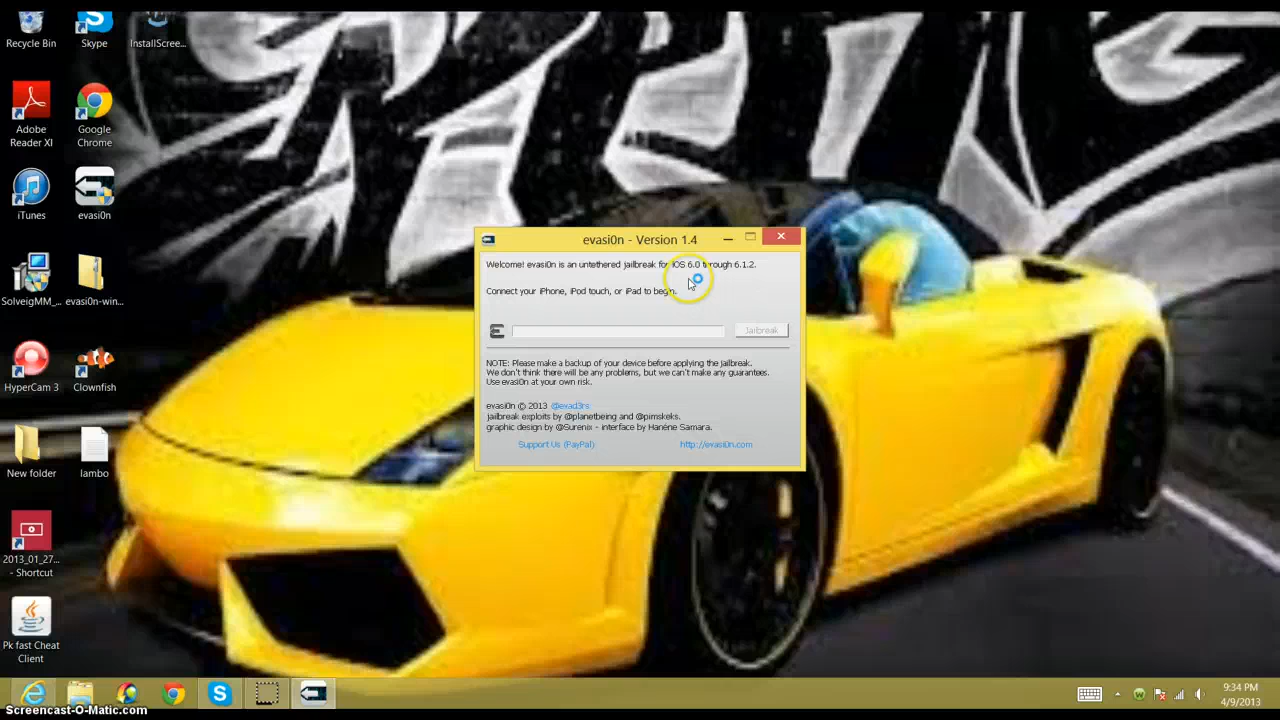 Recycle Bin
Skype
InstallScree...
Adobe
Reader XI
Google
Chrome
iTunes
evasi0n
SolveigMM_...
evasi0n-win...
HyperCam 3
Clownfish
New folder
lambo
2013_01_27...
- Shortcut
Pk fast Cheat
Client
evasi0n - Version 1.4
Welcome! evasi0n is an untethered jailbreak for iOS 6.0 through 6.1.2.
Connect your iPhone, iPod touch, or iPad to begin.
Jailbreak
NOTE: Please make a backup of your device before applying the jailbreak.
We don't think there will be any problems, but we can't make any guarantees.
Use evasi0n at your own risk.
evasi0n © 2013 @evad3rs
jailbreak exploits by @planetbeing and @pimskeks.
graphic design by @Surenix - interface by Hanéne Samara.
Support Us (PayPal)
http://evasi0n.com
9:34 PM
4/9/2013
Screencast-O-Matic.com